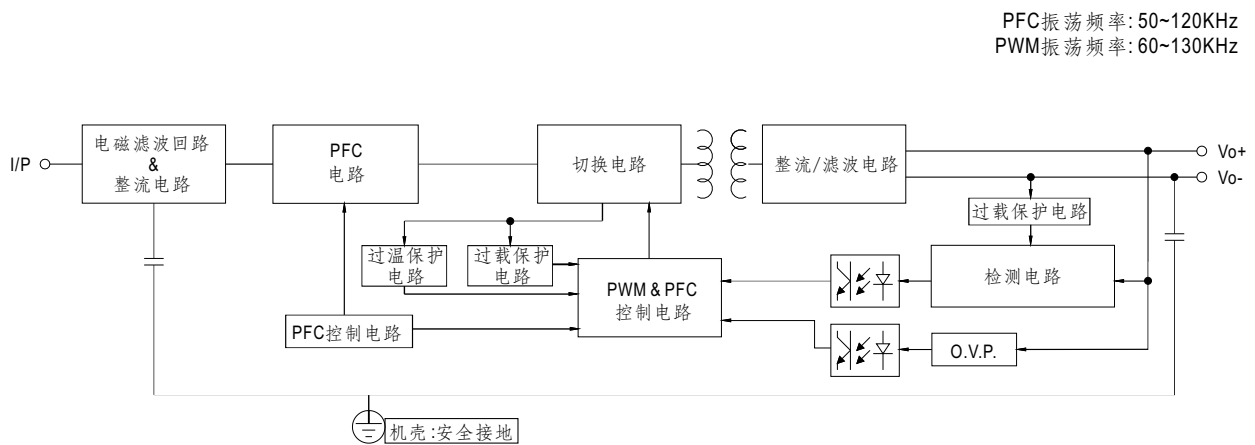 PFC振荡频率: 50~120KHz
PWM振荡频率: 60~130KHz
I/P
电磁滤波回路
&
整流电路
PFC
电路
切换电路
整流/滤波电路
Vo+
Vo-
过载保护电路
过温保护
电路
过载保护
电路
PWM & PFC
控制电路
检测电路
PFC控制电路
O.V.P.
机壳:安全接地